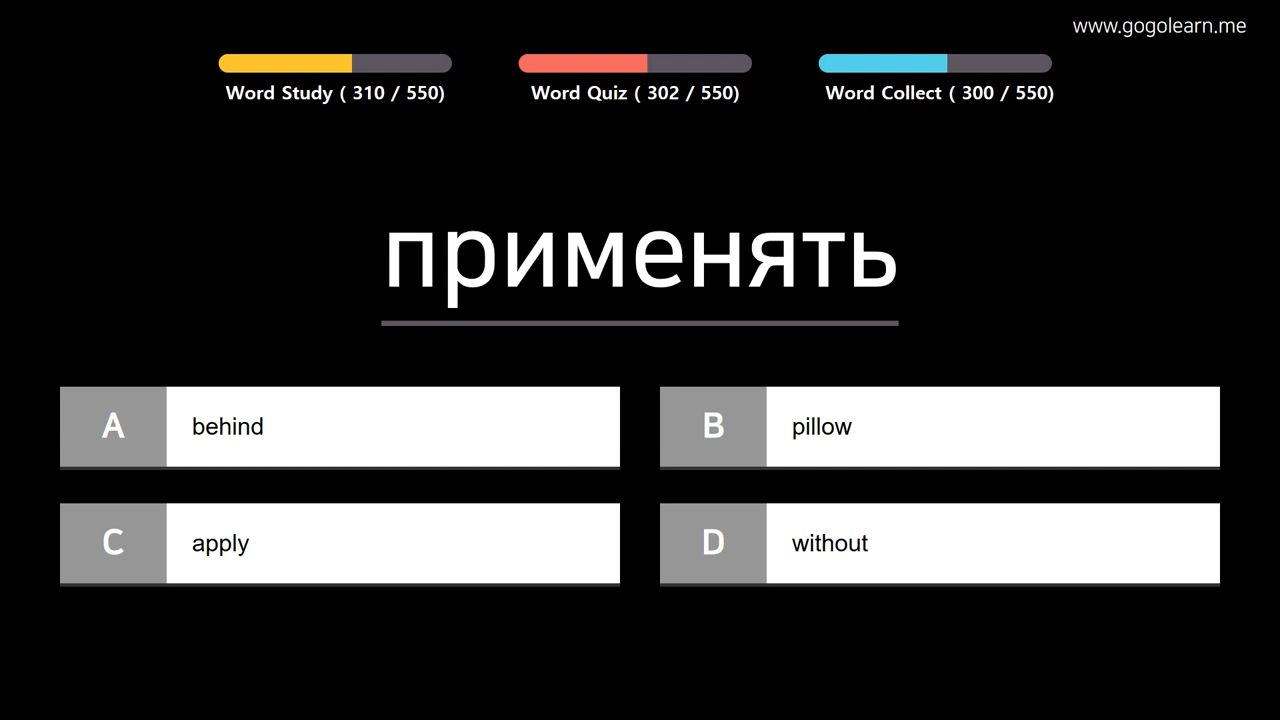 www.gogolearn.me
Word Study ( 310 / 550)
Word Quiz ( 302 / 550)
Word Collect ( 300 / 550)
применять
A behind
B pillow
C apply
D without